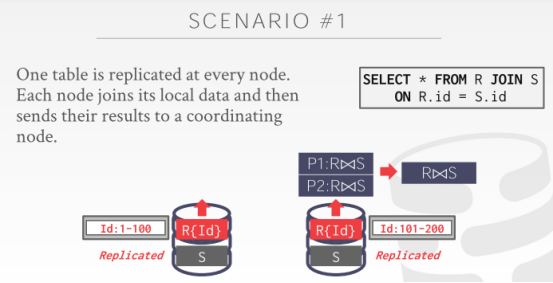 SCENARIO #1
One table is replicated at every node.
Each node joins its local data and then
sends their results to a coordinating
node.
SELECT * FROM R JOIN S
ON R.id = S.id
P1:R⋈S
P2:R⋈S
R⋈S
Id:1-100
R{Id}
Replicated
S
R{Id}
Id:101-200
S
Replicated